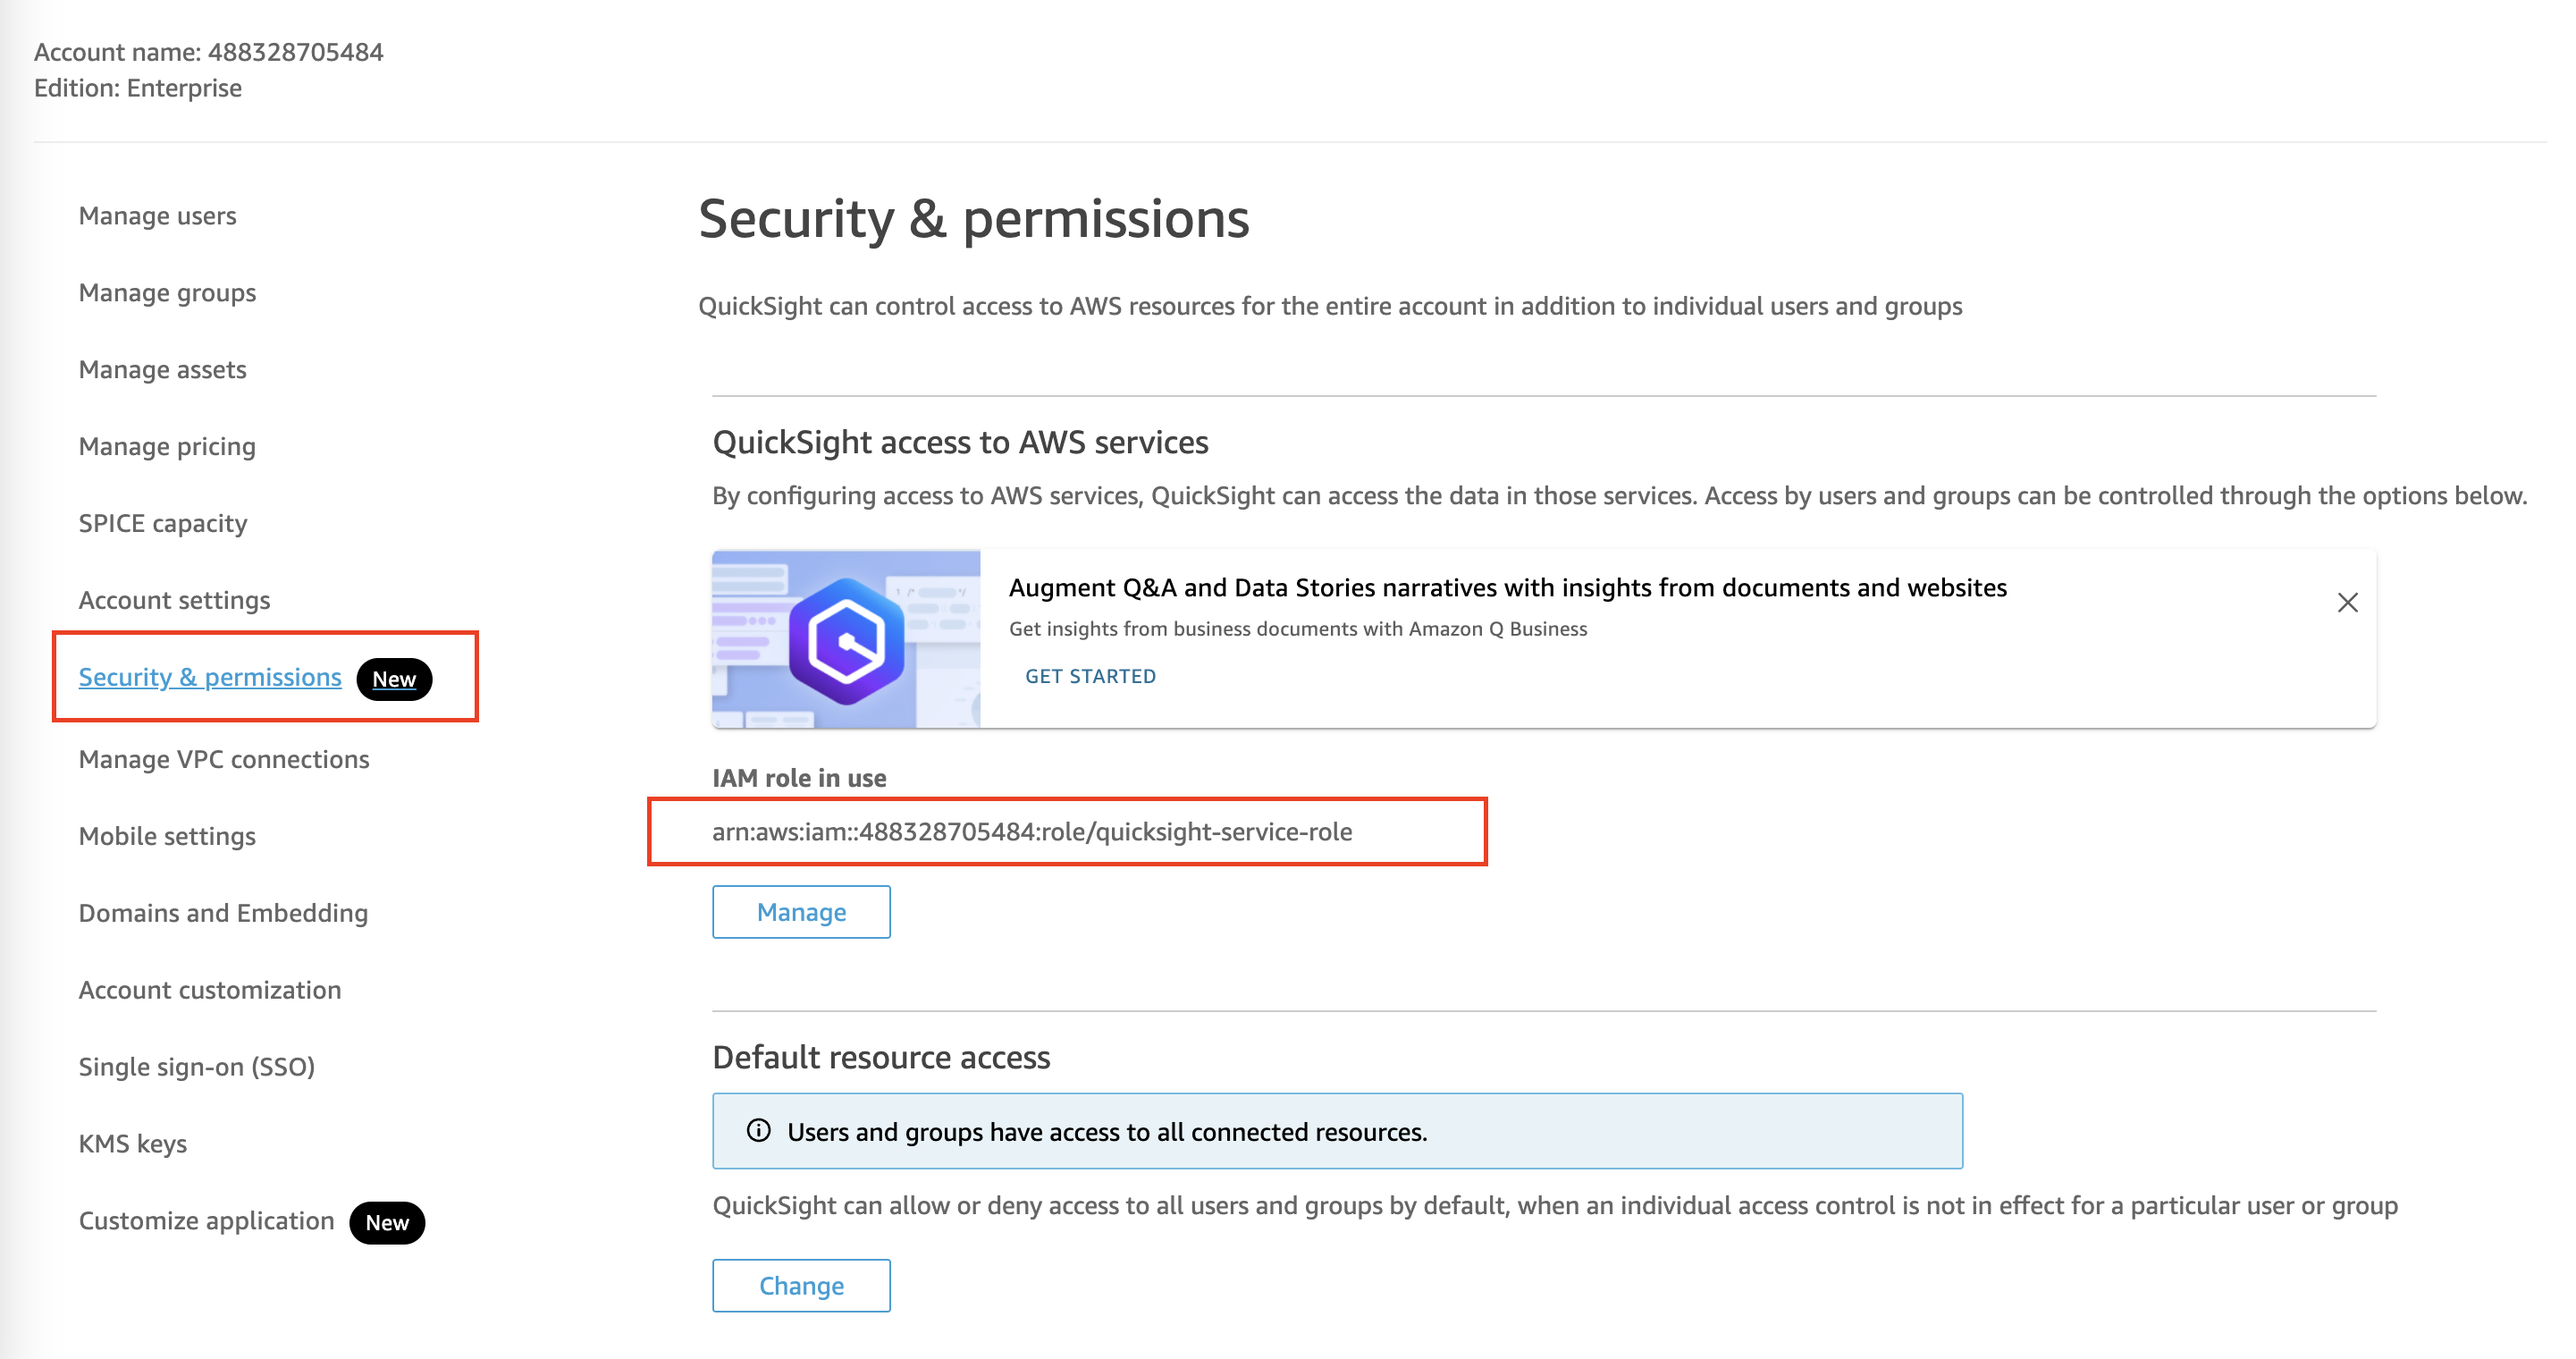 Account name: 488328705484
Edition: Enterprise
Manage users
Manage groups
Manage assets
Manage pricing
SPICE capacity
Account settings
Security & permissions New
Manage VPC connections
Mobile settings
Domains and Embedding
Account customization
Single sign-on (SSO)
KMS keys
Customize application New
Security & permissions
QuickSight can control access to AWS resources for the entire account in addition to individual users and groups
QuickSight access to AWS services
By configuring access to AWS services, QuickSight can access the data in those services. Access by users and groups can be controlled through the options below.
Augment Q&A and Data Stories narratives with insights from documents and websites
Get insights from business documents with Amazon Q Business
GET STARTED
IAM role in use
arn:aws:iam::488328705484:role/quicksight-service-role
Manage
Default resource access
Users and groups have access to all connected resources.
QuickSight can allow or deny access to all users and groups by default, when an individual access control is not in effect for a particular user or group
Change